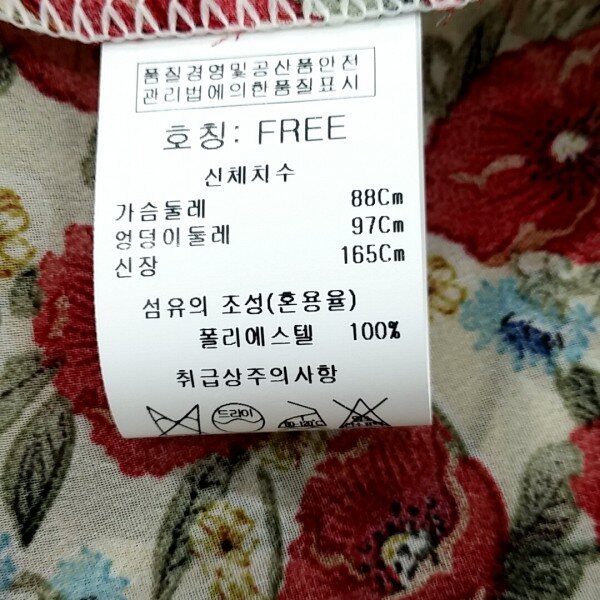 품질경영및공산품안전
관리법에의한품질표시
호칭: FREE
신체치수
가슴둘레 88Cm
엉덩이둘레 97Cm
신장 165Cm
섬유의 조성(혼용율)
폴리에스텔 100%
취급상주의사항
드라이